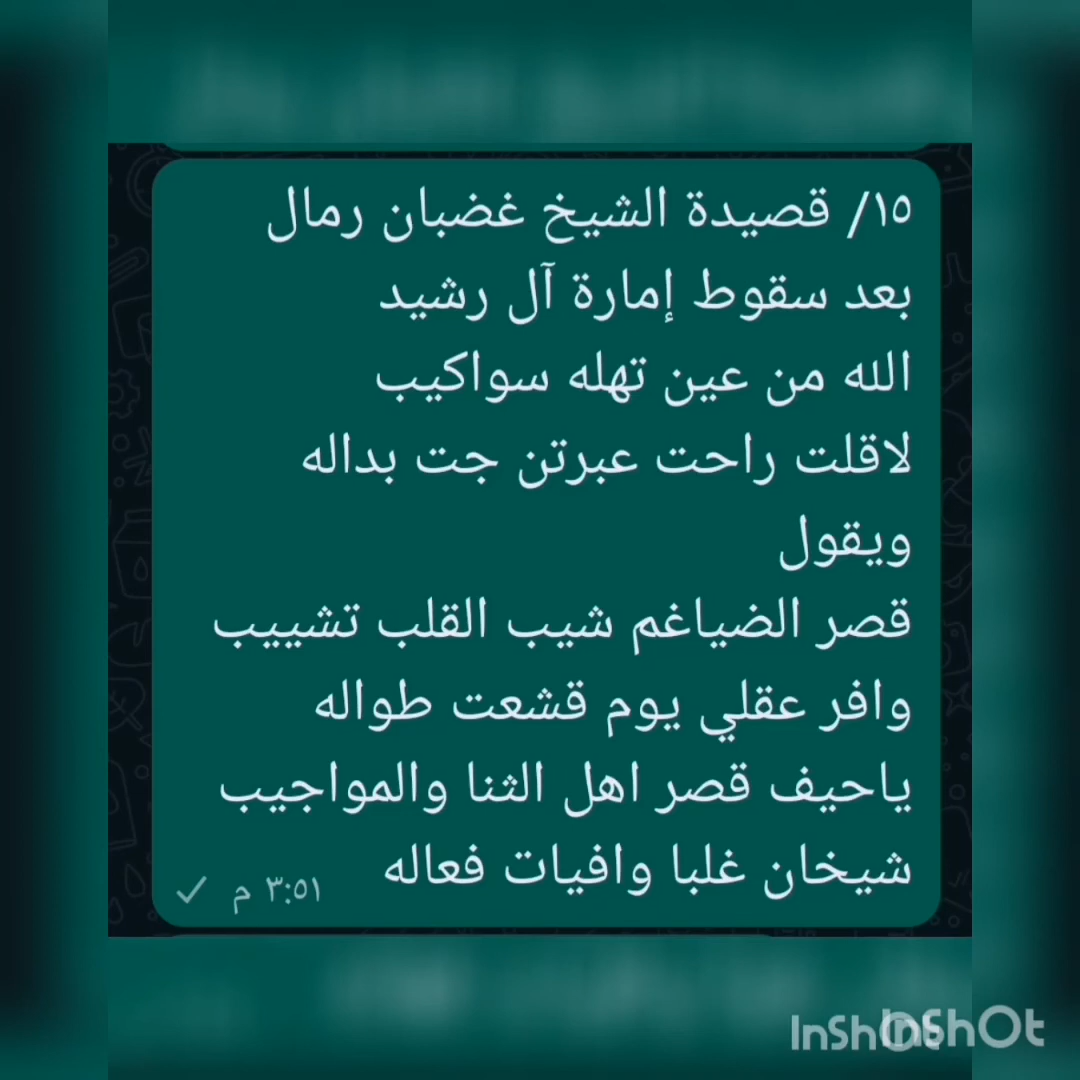 ١٥/ قصيدة الشيخ غضبان رمال
بعد سقوط إمارة آل رشيد
الله من عين تهله سواكيب
لاقلت راحت عبرتن جت بداله
ويقول
قصر الضياغم شيب القلب تشييب
وافر عقلي يوم قشعت طواله
ياحيف قصر اهل الثنا والمواجيب
شيخان غلبا وافيات فعاله
٣:٥١ م
InShOt
InShOt